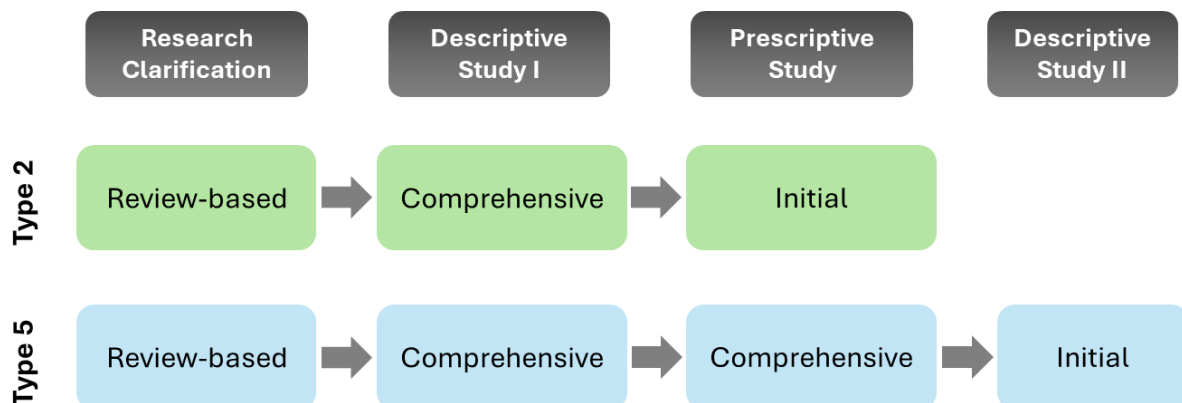 Research
Clarification
Descriptive
Study I
Prescriptive
Study
Descriptive
Study II
Type 2
Review-based
Comprehensive
Initial
Type 5
Review-based
Comprehensive
Comprehensive
Initial